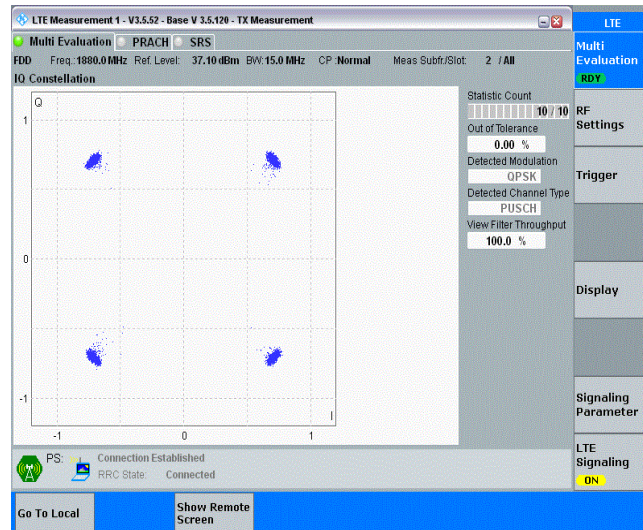 LTE Measurement 1 - V3.5.52 - Base V 3.5.120 - TX Measurement
LTE
Multi Evaluation PRACH SRS
Multi
Evaluation
RDY
FDD Freq.:1880.0 MHz Ref. Level: 37.10 dBm BW:15.0 MHz CP :Normal Meas Subfr./Slot: 2 / All
IQ Constellation
Q
1
0
-1
-1 0 1
I
Statistic Count
10 / 10
Out of Tolerance
0.00 %
Detected Modulation
QPSK
Detected Channel Type
PUSCH
View Filter Throughput
100.0 %
RF
Settings
Trigger
Display
Signaling
Parameter
LTE
Signaling
ON
PS: Connection Established
RRC State: Connected
Go To Local
Show Remote
Screen